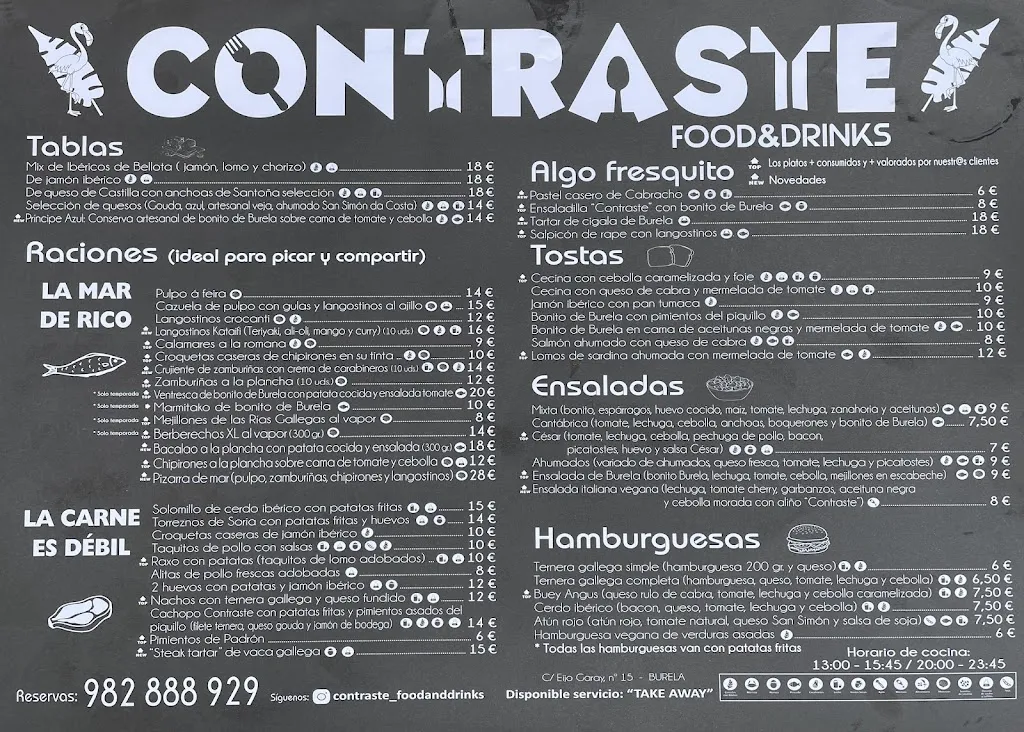 CONTRASTE
FOOD&DRINKS
Tablas
Mix de Ibéricos de Bellota ( jamón, lomo y chorizo) 18 €
De jamón ibérico 18 €
De queso de Castilla con anchoas de Santoña selección 18 €
Selección de quesos (Gouda, azul, artesanal vieja, ahumado San Simón da Costa) 14 €
NEW Príncipe Azul: Conserva artesanal de bonito de Burela sobre cama de tomate y cebolla 14 €
Raciones (ideal para picar y compartir)
LA MAR
DE RICO
Pulpo á feira 14 €
Cazuela de pulpo con gulas y langostinos al ajillo 15 €
Langostinos crocanti 12 €
Langostinos Kataifi (Teriyaki, ali-oli, mango y curry) (10 uds.) 16 €
TOP Calamares a la romana 9 €
TOP Croquetas caseras de chipirones en su tinta 10 €
Crujiente de zamburiñas con crema de carabineros (10 uds.) 14 €
Zamburiñas a la plancha (10 uds.) 12 €
* Solo temporada Ventresca de bonito de Burela con patata cocida y ensalada tomate 20 €
Marmitako de bonito de Burela 10 €
* Solo temporada Mejillones de las Rías Gallegas al vapor 8 €
* Solo temporada Berberechos XL al vapor (300 gr.) 14 €
NEW Bacalao a la plancha con patata cocida y ensalada (300 gr) 18 €
Chipirones a la plancha sobre cama de tomate y cebolla 12 €
NEW Pizarra de mar (pulpo, zamburiñas, chipirones y langostinos) 28 €
LA CARNE
ES DÉBIL
Solomillo de cerdo ibérico con patatas fritas 15 €
Torreznos de Soria con patatas fritas y huevos 14 €
Croquetas caseras de jamón ibérico 10 €
Taquitos de pollo con salsas 10 €
Raxo con patatas (taquitos de lomo adobados) 10 €
Alitas de pollo frescas adobadas 8 €
2 huevos con patatas y jamón ibérico 12 €
Nachos con ternera gallega y queso fundido 12 €
Cachopo Contraste con patatas fritas y pimientos asados del
piquillo (filete ternera, queso gouda y jamón de bodega) 14 €
TOP Pimientos de Padrón 6 €
NEW "Steak tartar" de vaca gallega 15 €
Reservas: 982 888 929
Síguenos: contraste_foodanddrinks
Algo fresquito
TOP Los platos + consumidos y + valorados por nuestr@s clientes
NEW Novedades
Pastel casero de Cabracho 6 €
Ensaladilla "Contraste" con bonito de Burela 8 €
Tartar de cigala de Burela 18 €
Salpicón de rape con langostinos 18 €
Tostas
Cecina con cebolla caramelizada y foie 9 €
Cecina con queso de cabra y mermelada de tomate 10 €
Jamón ibérico con pan tumaca 9 €
Bonito de Burela con pimientos del piquillo 10 €
Bonito de Burela en cama de aceitunas negras y mermelada de tomate 10 €
Salmón ahumado con queso de cabra 8 €
Lomos de sardina ahumada con mermelada de tomate 12 €
Ensaladas
Mixta (bonito, espárragos, huevo cocido, maíz, tomate, lechuga, zanahoria y aceitunas) 9 €
Cantábrica (tomate, lechuga, cebolla, anchoas, boquerones y bonito de Burela) 7,50 €
César (tomate, lechuga, cebolla, pechuga de pollo, bacon,
picatostes, huevo y salsa César) 7 €
Ahumados (variado de ahumados, queso fresco, tomate, lechuga y picatostes) 9 €
Ensalada de Burela (bonito Burela, lechuga, tomate, cebolla, mejillones en escabeche) 9 €
Ensalada italiana vegana (lechuga, tomate cherry, garbanzos, aceituna negra
y cebolla morada con aliño "Contraste") 8 €
Hamburguesas
Ternera gallega simple (hamburguesa 200 gr. y queso) 6 €
Ternera gallega completa (hamburguesa, queso, tomate, lechuga y cebolla) 6,50 €
Buey Angus (queso rulo de cabra, tomate, lechuga y cebolla caramelizada) 7,50 €
Cerdo ibérico (bacon, queso, tomate, lechuga y cebolla) 7,50 €
Atún rojo (atún rojo, tomate natural, queso San Simón y salsa de soja) 7,50 €
Hamburguesa vegana de verduras asadas 6 €
* Todas las hamburguesas van con patatas fritas
Horario de cocina:
13:00 - 15:45 / 20:00 - 23:45
C/ Eijo Garay, nº 15 - BURELA
Disponible servicio: "TAKE AWAY"